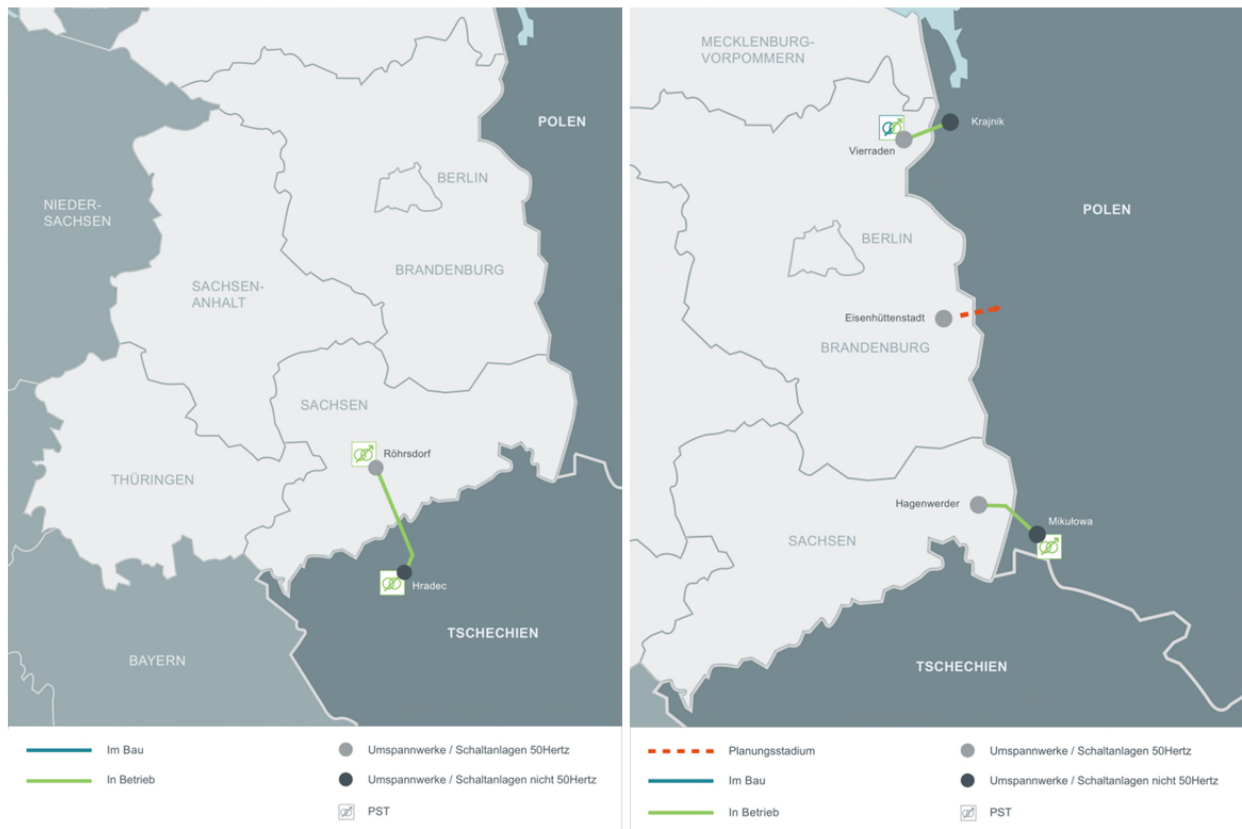 POLEN
BERLIN
NIEDER-
SACHSEN
BRANDENBURG
SACHSEN-
ANHALT
SACHSEN
Röhrsdorf
THÜRINGEN
Hradec
TSCHECHIEN
BAYERN
Im Bau
Umspannwerke / Schaltanlagen 50Hertz
In Betrieb
Umspannwerke / Schaltanlagen nicht 50Hertz
PST
MECKLENBURG-
VORPOMMERN
Krajnik
Vierraden
POLEN
BERLIN
Eisenhüttenstadt
BRANDENBURG
Hagenwerder
Mikułowa
SACHSEN
TSCHECHIEN
Planungsstadium
Umspannwerke / Schaltanlagen 50Hertz
Im Bau
Umspannwerke / Schaltanlagen nicht 50Hertz
In Betrieb
PST